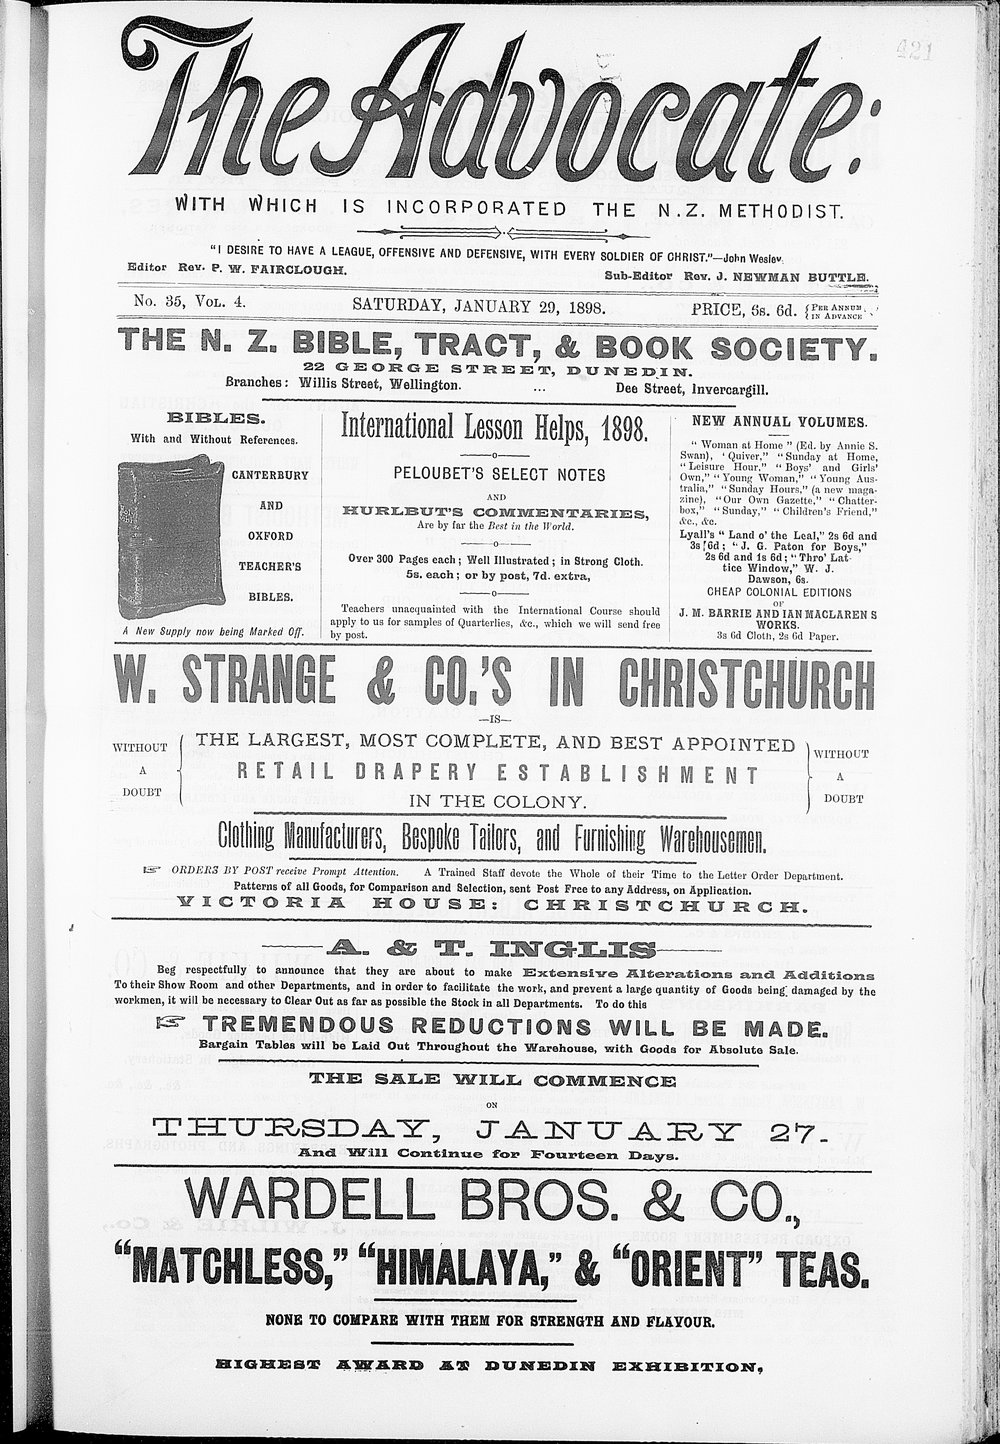 421
The Advocate:
WITH WHICH IS INCORPORATED THE N.Z. METHODIST.
"I DESIRE TO HAVE A LEAGUE, OFFENSIVE AND DEFENSIVE, WITH EVERY SOLDIER OF CHRIST."—John Wesley.
Editor Rev. P. W. FAIRCLOUGH.
Sub-Editor Rev. J. NEWMAN BUTTLE.
No. 35, VOL. 4.
SATURDAY, JANUARY 29, 1898.
PRICE, 6s. 6d. {PER ANNUM
IN ADVANCE
THE N. Z. BIBLE, TRACT, & BOOK SOCIETY.
22 GEORGE STREET, DUNEDIN.
Branches: Willis Street, Wellington. ... Dee Street, Invercargill.
BIBLES.
With and Without References.
CANTERBURY
AND
OXFORD
TEACHER'S
BIBLES.
A New Supply now being Marked Off.
International Lesson Helps, 1898.
—o—
PELOUBET'S SELECT NOTES
AND
HURLBUT'S COMMENTARIES,
Are by far the Best in the World.
—o—
Over 300 Pages each; Well Illustrated; in Strong Cloth.
5s. each; or by post, 7d. extra,
—o—
Teachers unacquainted with the International Course should
apply to us for samples of Quarterlies, &c., which we will send free
by post.
NEW ANNUAL VOLUMES.
"Woman at Home" (Ed. by Annie S.
Swan), 'Quiver," "Sunday at Home,
"Leisure Hour," "Boys' and Girls'
Own," "Young Woman," "Young Aus-
tralia," "Sunday Hours," (a new maga-
zine), "Our Own Gazette," "Chatter-
box," "Sunday," "Children's Friend,"
&c., &c.
Lyall's "Land o' the Leal," 2s 6d and
3s 6d; "J. G. Paton for Boys,"
2s 6d and 1s 6d; "Thro' Lat-
tice Window," W. J.
Dawson, 6s.
CHEAP COLONIAL EDITIONS
OF
J. M. BARRIE AND IAN MACLAREN S
WORKS.
3s 6d Cloth, 2s 6d Paper.
W. STRANGE & CO.'S IN CHRISTCHURCH
—IS—
WITHOUT
A
DOUBT
THE LARGEST, MOST COMPLETE, AND BEST APPOINTED
RETAIL DRAPERY ESTABLISHMENT
IN THE COLONY.
WITHOUT
A
DOUBT
Clothing Manufacturers, Bespoke Tailors, and Furnishing Warehousemen.
☞ ORDERS BY POST receive Prompt Attention. A Trained Staff devote the Whole of their Time to the Letter Order Department.
Patterns of all Goods, for Comparison and Selection, sent Post Free to any Address, on Application.
VICTORIA HOUSE: CHRISTCHURCH.
A. & T. INGLIS
Beg respectfully to announce that they are about to make Extensive Alterations and Additions
To their Show Room and other Departments, and in order to facilitate the work, and prevent a large quantity of Goods being damaged by the
workmen, it will be necessary to Clear Out as far as possible the Stock in all Departments. To do this
☞ TREMENDOUS REDUCTIONS WILL BE MADE.
Bargain Tables will be Laid Out Throughout the Warehouse, with Goods for Absolute Sale.
THE SALE WILL COMMENCE
ON
THURSDAY, JANUARY 27.
And Will Continue for Fourteen Days.
WARDELL BROS. & CO.,
"MATCHLESS," "HIMALAYA," & "ORIENT" TEAS.
NONE TO COMPARE WITH THEM FOR STRENGTH AND FLAVOUR.
HIGHEST AWARD AT DUNEDIN EXHIBITION,